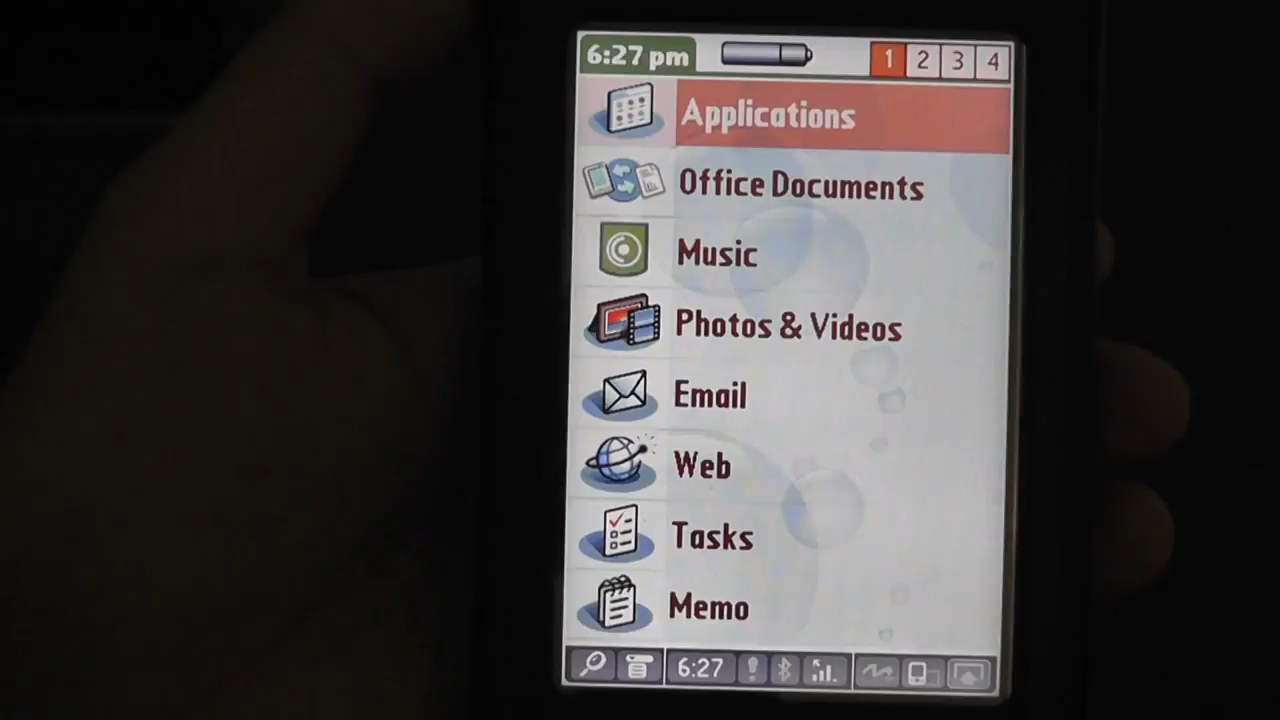 6:27 pm 1 2 3 4
Applications
Office Documents
Music
Photos & Videos
Email
Web
Tasks
Memo
6:27